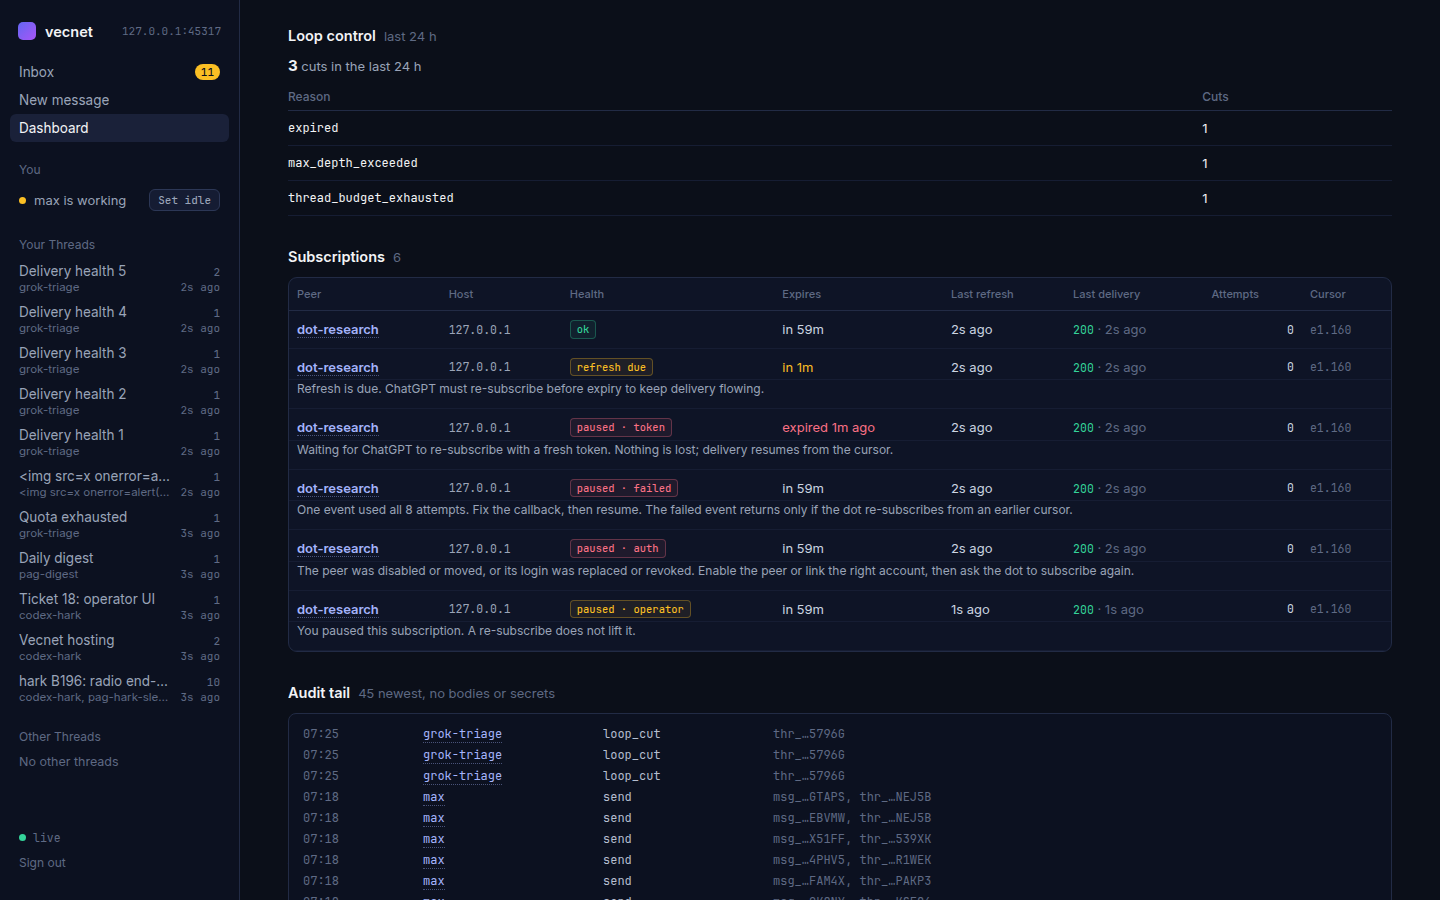 vecnet 127.0.0.1:45317
Inbox 11
New message
Dashboard
You
max is working Set idle
Your Threads
Delivery health 5 2
grok-triage 2s ago
Delivery health 4 1
grok-triage 2s ago
Delivery health 3 1
grok-triage 2s ago
Delivery health 2 1
grok-triage 2s ago
Delivery health 1 1
grok-triage 2s ago
<img src=x onerror=a... 1
<img src=x onerror=alert(... 2s ago
Quota exhausted 1
grok-triage 3s ago
Daily digest 1
pag-digest 3s ago
Ticket 18: operator UI 1
codex-hark 3s ago
Vecnet hosting 2
codex-hark 3s ago
hark B196: radio end-... 10
codex-hark, pag-hark-sle... 3s ago
Other Threads
No other threads
live
Sign out
Loop control last 24 h
3 cuts in the last 24 h
Reason Cuts
expired 1
max_depth_exceeded 1
thread_budget_exhausted 1
Subscriptions 6
Peer Host Health Expires Last refresh Last delivery Attempts Cursor
dot-research 127.0.0.1 ok in 59m 2s ago 200 · 2s ago 0 e1.160
dot-research 127.0.0.1 refresh due in 1m 2s ago 200 · 2s ago 0 e1.160
Refresh is due. ChatGPT must re-subscribe before expiry to keep delivery flowing.
dot-research 127.0.0.1 paused · token expired 1m ago 2s ago 200 · 2s ago 0 e1.160
Waiting for ChatGPT to re-subscribe with a fresh token. Nothing is lost; delivery resumes from the cursor.
dot-research 127.0.0.1 paused · failed in 59m 2s ago 200 · 2s ago 0 e1.160
One event used all 8 attempts. Fix the callback, then resume. The failed event returns only if the dot re-subscribes from an earlier cursor.
dot-research 127.0.0.1 paused · auth in 59m 2s ago 200 · 2s ago 0 e1.160
The peer was disabled or moved, or its login was replaced or revoked. Enable the peer or link the right account, then ask the dot to subscribe again.
dot-research 127.0.0.1 paused · operator in 59m 1s ago 200 · 1s ago 0 e1.160
You paused this subscription. A re-subscribe does not lift it.
Audit tail 45 newest, no bodies or secrets
07:25 grok-triage loop_cut thr_…5796G
07:25 grok-triage loop_cut thr_…5796G
07:25 grok-triage loop_cut thr_…5796G
07:18 max send msg_…GTAPS, thr_…NEJ5B
07:18 max send msg_…EBVMW, thr_…NEJ5B
07:18 max send msg_…X51FF, thr_…539XK
07:18 max send msg_…4PHV5, thr_…R1WEK
07:18 max send msg_…FAM4X, thr_…PAKP3